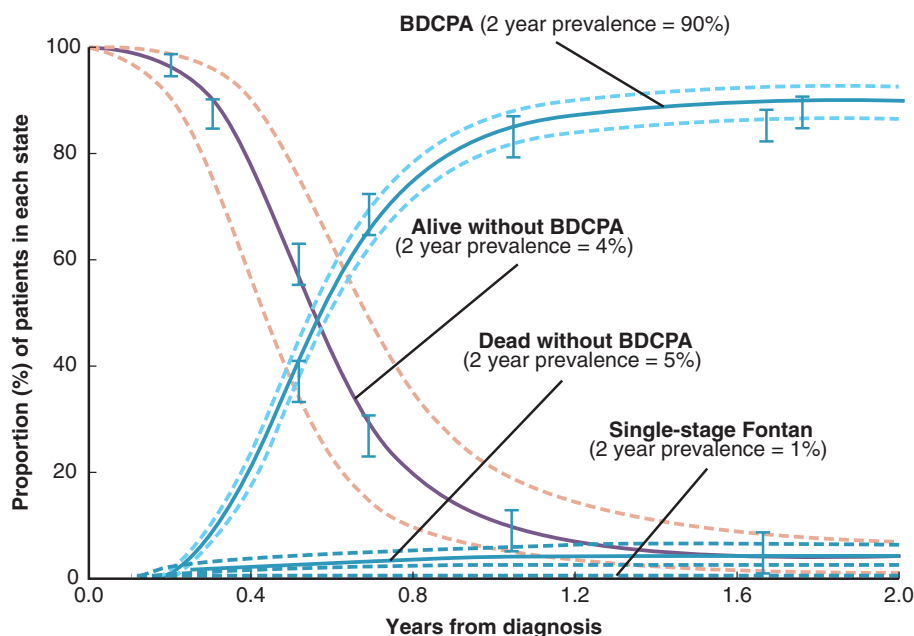 BDCPA (2 year prevalence = 90%)
100
80
Alive without BDCPA
(2 year prevalence = 4%)
60
Dead without BDCPA
(2 year prevalence = 5%)
40
Single-stage Fontan
(2 year prevalence = 1%)
20
0
0.0 0.4 0.8 1.2 1.6 2.0
Years from diagnosis
Proportion (%) of patients in each state